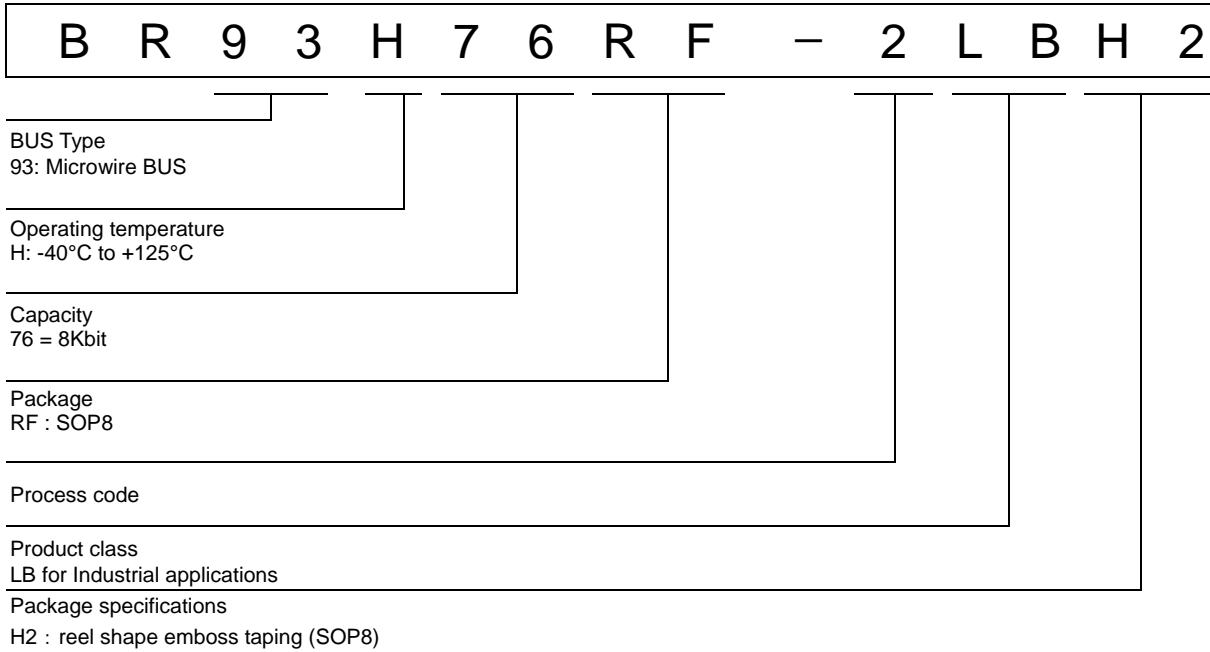 B R 9 3 H 7 6 R F － 2 L B H 2
BUS Type
93: Microwire BUS
Operating temperature
H: -40°C to +125°C
Capacity
76 = 8Kbit
Package
RF : SOP8
Process code
Product class
LB for Industrial applications
Package specifications
H2 : reel shape emboss taping (SOP8)